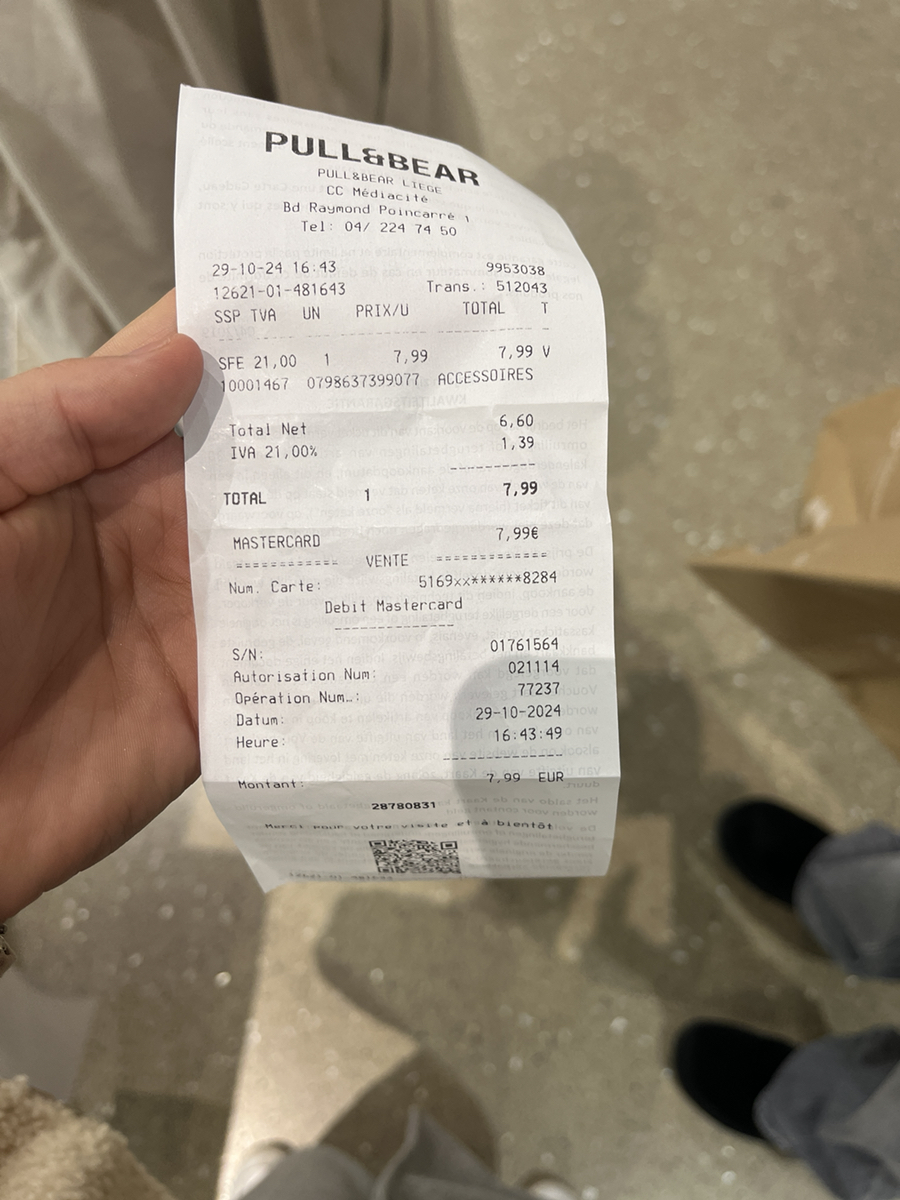 PULL&BEAR
PULL&BEAR LIEGE
CC Médiacité
Bd Raymond Poincarré 1
Tel: 04/ 224 74 50
29-10-24 16:43 9953038
12621-01-481643 Trans.: 512043
SSP TVA UN PRIX/U TOTAL T
SFE 21,00 1 7,99 7,99 V
10001467 0798637399077 ACCESSOIRES
Total Net 6,60
IVA 21,00% 1,39
TOTAL 1 7,99
MASTERCARD 7,99€
============ VENTE =============
Num. Carte: 5169xx******8284
Debit Mastercard
S/N: 01761564
Autorisation Num: 021114
Opération Num.: 77237
Datum: 29-10-2024
Heure: 16:43:49
Montant: 7,99 EUR
28780831
Merci pour votre visite et à bientôt
12621-01-481643